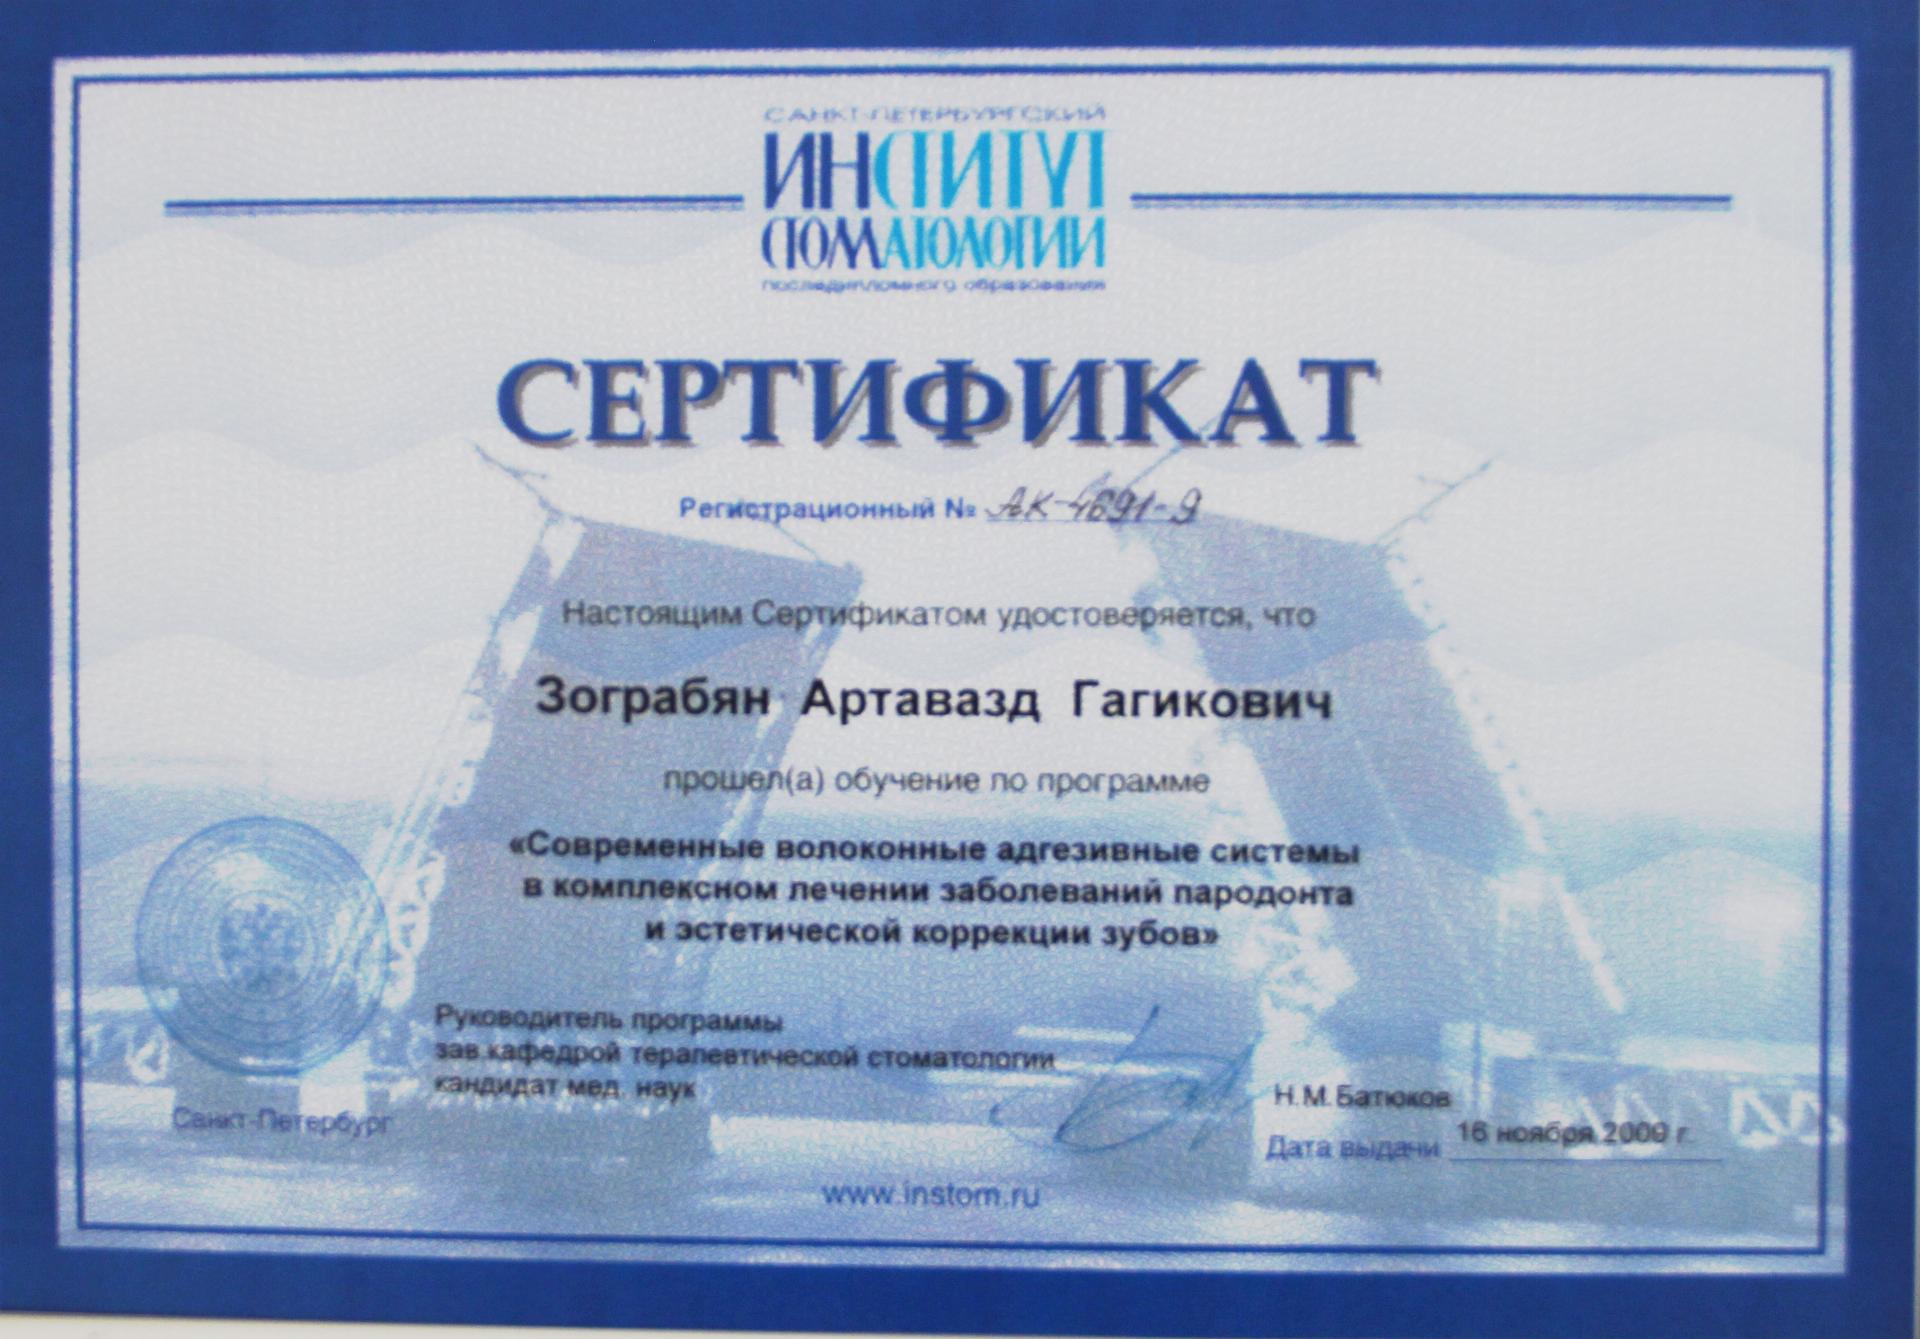 САНКТ-ПЕТЕРБУРГСКИЙ
ИНСТИТУТ
СТОМАТОЛОГИИ
последипломного образования
СЕРТИФИКАТ
Регистрационный № АК-4691-9
Настоящим Сертификатом удостоверяется, что
Зограбян Артавазд Гагикович
прошел(а) обучение по программе
«Современные волоконные адгезивные системы
в комплексном лечении заболеваний пародонта
и эстетической коррекции зубов»
Руководитель программы
зав.кафедрой терапевтической стоматологии
кандидат мед. наук
Н.М.Батюков
Санкт-Петербург
Дата выдачи 16 ноября 2009 г.
www.instom.ru